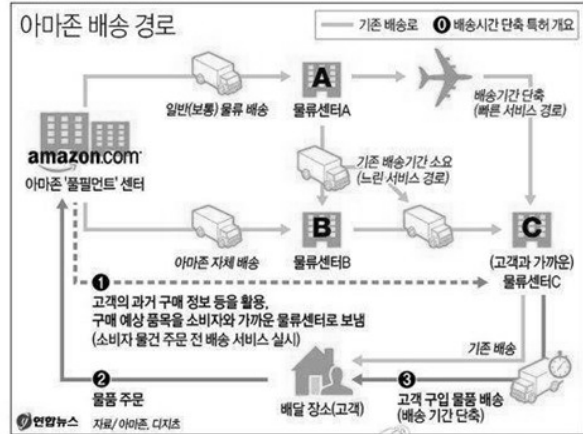 아마존 배송 경로
기존 배송로
0 배송시간 단축 특허 개요
A
일반(보통) 물류 배송
물류센터A
배송기간 단축
(빠른 서비스 경로)
amazon.com
아마존 '풀필먼트' 센터
기존 배송기간 소요
(느린 서비스 경로)
B
C
아마존 자체 배송
물류센터B
(고객과 가까운)
물류센터C
1
고객의 과거 구매 정보 등을 활용,
구매 예상 품목을 소비자와 가까운 물류센터로 보냄
(소비자 물건 주문 전 배송 서비스 실시)
기존 배송
2
물품 주문
배달 장소(고객)
3
고객 구입 물품 배송
(배송 기간 단축)
연합뉴스
자료/ 아마존, 디지츠